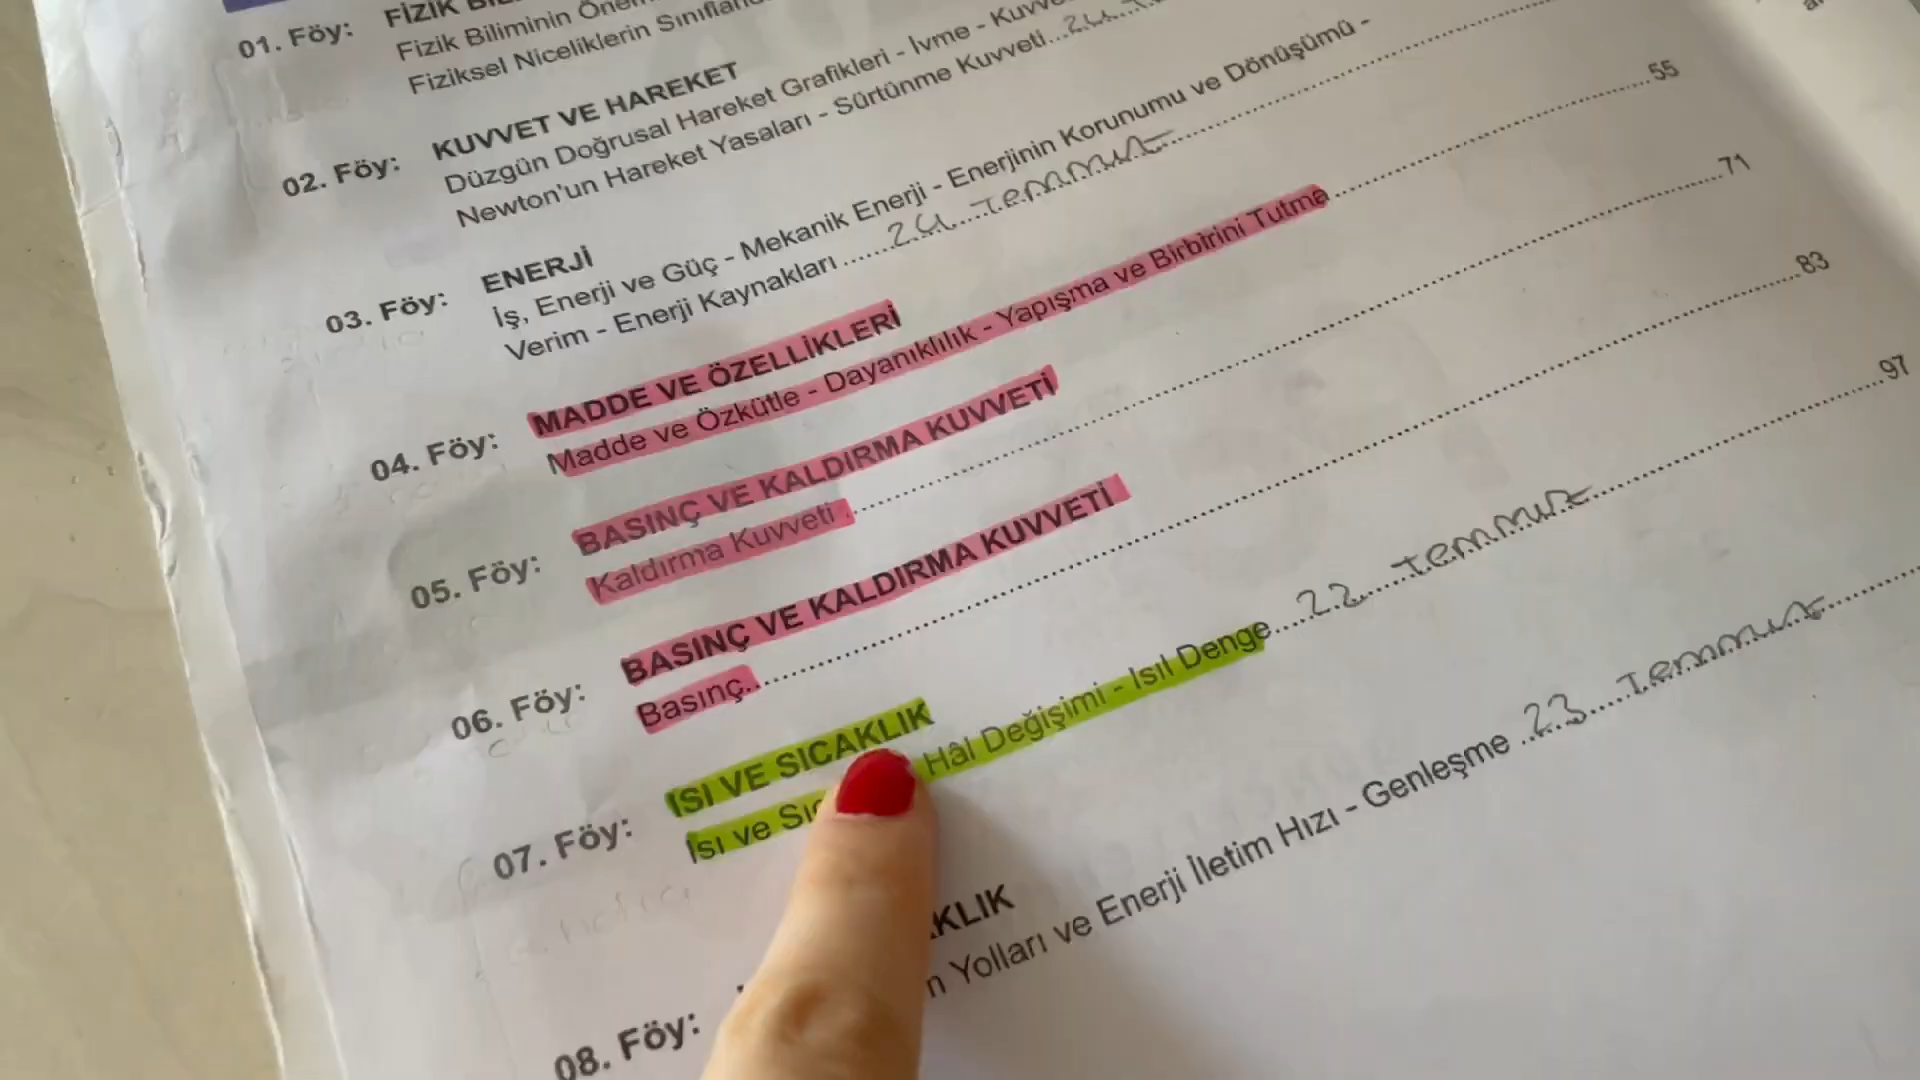 01. Föy: FİZİK
Fizik Biliminin
Fiziksel Niceliklerin
02. Föy: KUVVET VE HAREKET
Düzgün Doğrusal Hareket Grafikleri - İvme -
Newton'un Hareket Yasaları - Sürtünme Kuvveti...24
03. Föy: ENERJİ
İş, Enerji ve Güç - Mekanik Enerji - Enerjinin Korunumu ve Dönüşümü -
Verim - Enerji Kaynakları ..... 24 Temmuz
04. Föy: MADDE VE ÖZELLİKLERİ
Madde ve Özkütle - Dayanıklılık - Yapışma ve Birbirini Tutma ..... 55
05. Föy: BASINÇ VE KALDIRMA KUVVETİ
Kaldırma Kuvveti ..... 71
06. Föy: BASINÇ VE KALDIRMA KUVVETİ
Basınç ..... 83
07. Föy: ISI VE SICAKLIK
Isı ve Hâl Değişimi - Isıl Denge ..... 22 Temmuz ..... 97
08. Föy:
Yolları ve Enerji İletim Hızı - Genleşme ..... 23 Temmuz